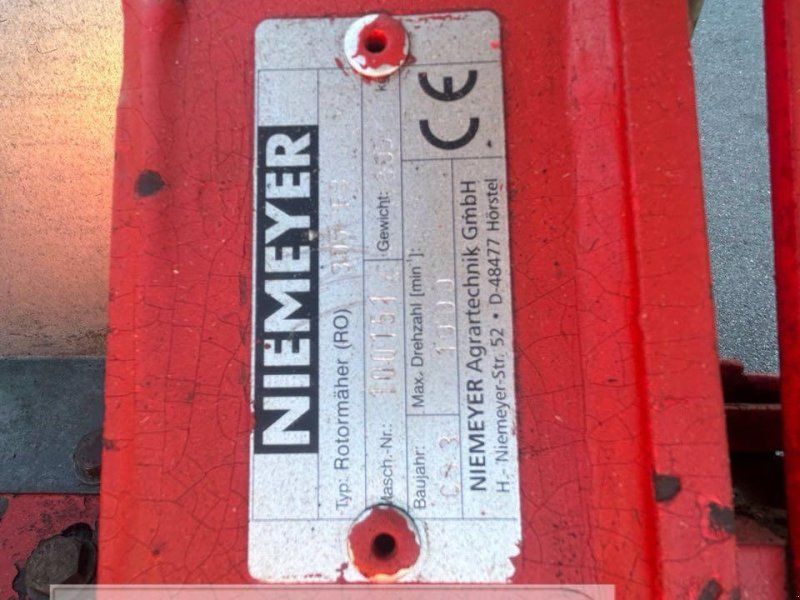 NIEMEYER
Typ: Rotormäher (RO)
Masch.-Nr.: Gewicht: kg
Baujahr: Max. Drehzahl [min⁻¹]:
CE
NIEMEYER Agrartechnik GmbH
H.- Niemeyer-Str. 52 • D-48477 Hörstel